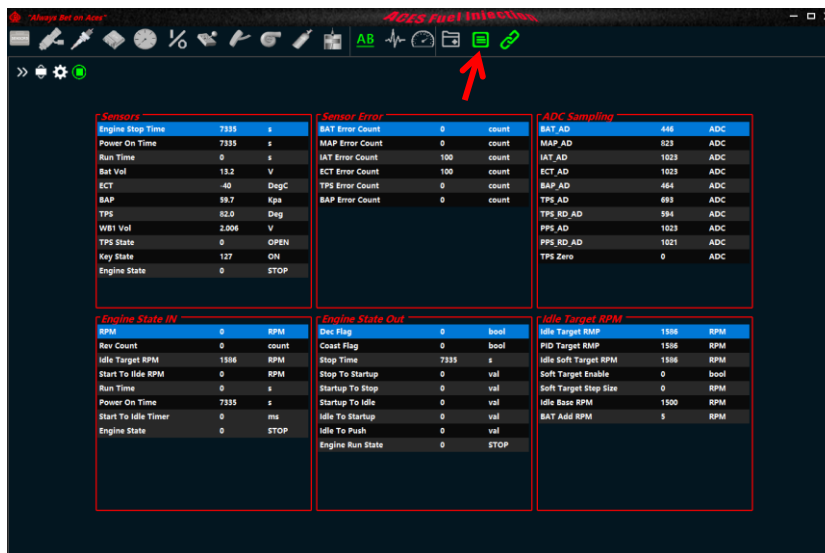 "Always Bet on Aces"
ACES Fuel Injection
AB
Sensors
Engine Stop Time 7335 s
Power On Time 7335 s
Run Time 0 s
Bat Vol 13.2 V
ECT -40 DegC
BAP 59.7 Kpa
TPS 82.0 Deg
WB1 Vol 2.006 V
TPS State 0 OPEN
Key State 127 ON
Engine State 0 STOP
Sensor Error
BAT Error Count 0 count
MAP Error Count 0 count
IAT Error Count 100 count
ECT Error Count 100 count
TPS Error Count 0 count
BAP Error Count 0 count
ADC Sampling
BAT_AD 446 ADC
MAP_AD 823 ADC
IAT_AD 1023 ADC
ECT_AD 1023 ADC
BAP_AD 464 ADC
TPS_AD 693 ADC
TPS_RD_AD 594 ADC
PPS_AD 1023 ADC
PPS_RD_AD 1021 ADC
TPS Zero 0 ADC
Engine State IN
RPM 0 RPM
Rev Count 0 count
Idle Target RPM 1586 RPM
Start To Ilde RPM 0 RPM
Run Time 0 s
Power On Time 7335 s
Start To Idle Timer 0 ms
Engine State 0 STOP
Engine State Out
Dec Flag 0 bool
Coast Flag 0 bool
Stop Time 7335 s
Stop To Startup 0 val
Startup To Stop 0 val
Startup To Idle 0 val
Idle To Startup 0 val
Idle To Push 0 val
Engine Run State 0 STOP
Idle Target RPM
Idle Target RMP 1586 RPM
PID Target RMP 1586 RPM
Idle Soft Target RPM 1586 RPM
Soft Target Enable 0 bool
Soft Target Step Size 0 RPM
Idle Base RPM 1500 RPM
BAT Add RPM 5 RPM